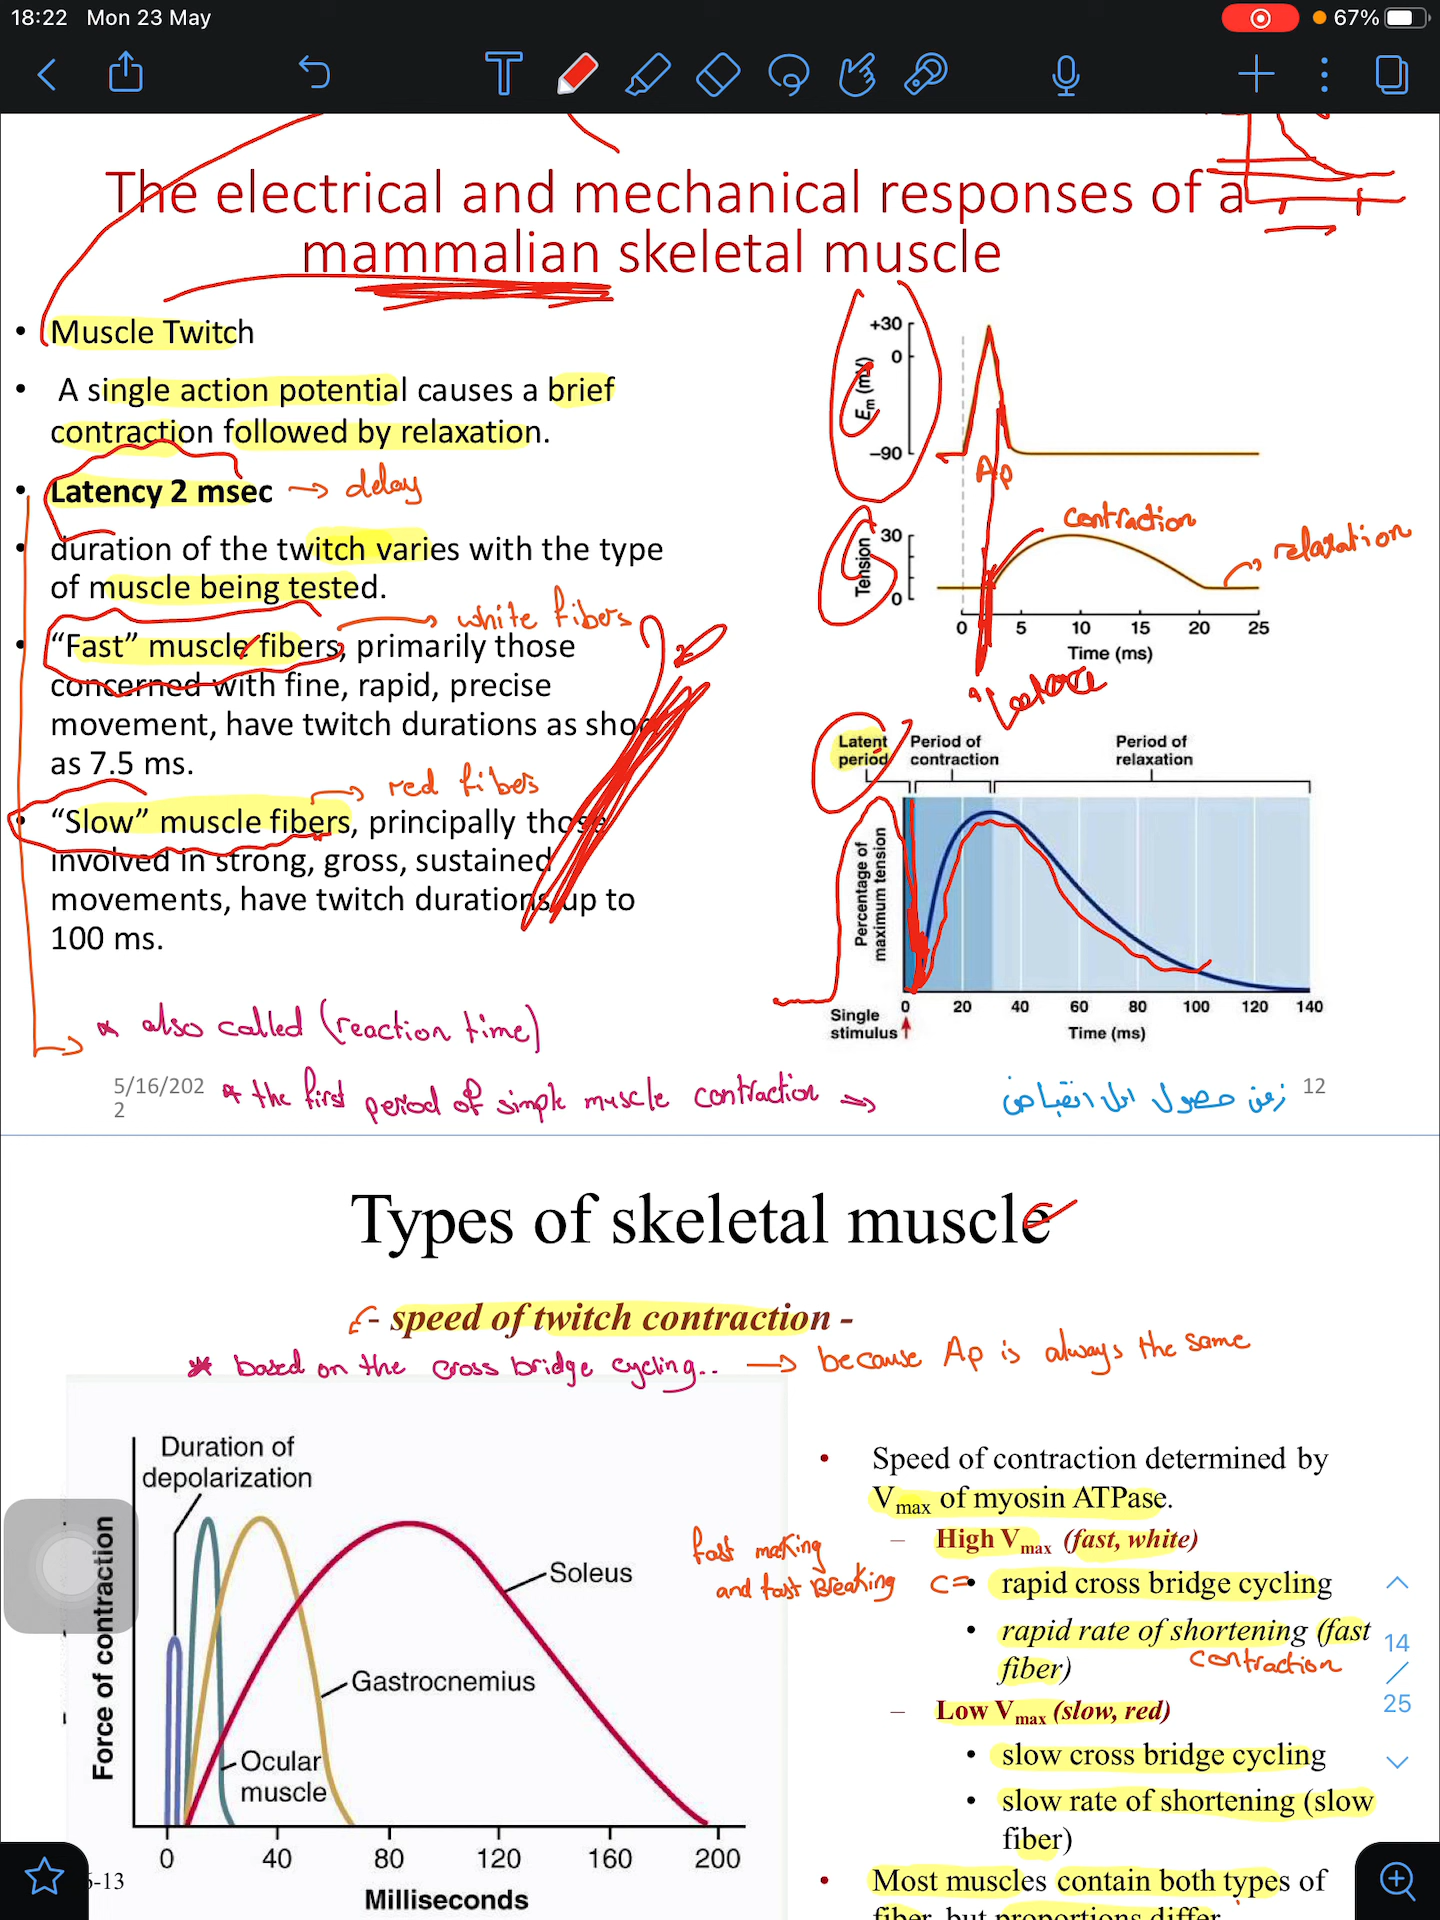 18:22 Mon 23 May
67%
The electrical and mechanical responses of a
mammalian skeletal muscle
• Muscle Twitch
• A single action potential causes a brief
contraction followed by relaxation.
• Latency 2 msec → delay
• duration of the twitch varies with the type
of muscle being tested.
→ white fibers
• “Fast” muscle fibers, primarily those
concerned with fine, rapid, precise
movement, have twitch durations as short
as 7.5 ms.
→ red fibers
• “Slow” muscle fibers, principally those
involved in strong, gross, sustained
movements, have twitch durations up to
100 ms.
* also called (reaction time)
5/16/202
2
* the first period of simple muscle contraction →
زمن حصول ال انقباض
12
+30
0
Em (mV)
-90
AP
contraction
relaxation
30
Tension
0
0 5 10 15 20 25
Time (ms)
Latent
period
Period of
contraction
Period of
relaxation
Percentage of
maximum tension
Single
stimulus
0 20 40 60 80 100 120 140
Time (ms)
Types of skeletal muscle
- speed of twitch contraction -
* based on the cross bridge cycling.. → because Ap is always the same
Duration of
depolarization
Force of contraction
Soleus
Gastrocnemius
Ocular
muscle
0 40 80 120 160 200
Milliseconds
6-13
• Speed of contraction determined by
Vmax of myosin ATPase.
– High Vmax (fast, white)
fast making
and fast Breaking
• rapid cross bridge cycling
• rapid rate of shortening (fast
fiber)
contraction
– Low Vmax (slow, red)
• slow cross bridge cycling
• slow rate of shortening (slow
fiber)
• Most muscles contain both types of
fiber, but proportions differ
14
/
25